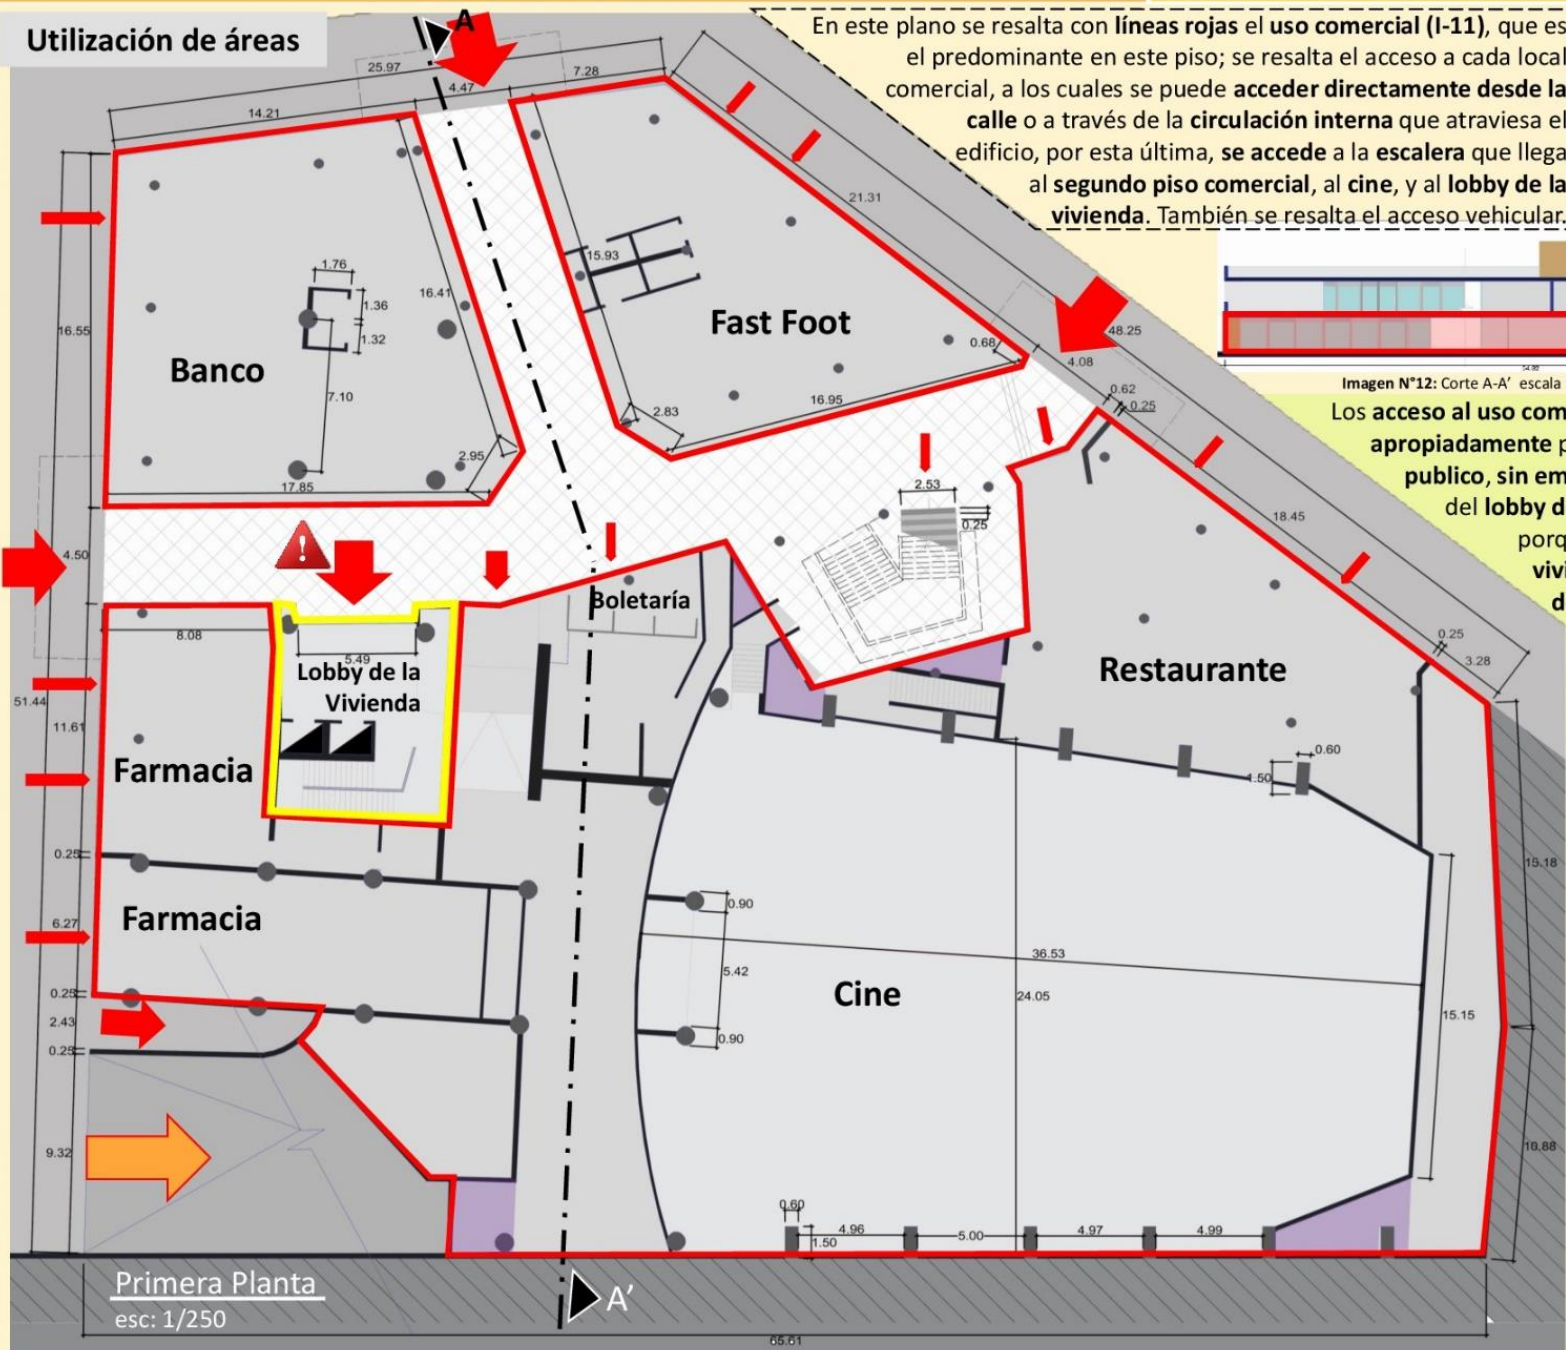 Utilización de áreas
En este plano se resalta con líneas rojas el uso comercial (I-11), que es
el predominante en este piso; se resalta el acceso a cada local
comercial, a los cuales se puede acceder directamente desde la
calle o a través de la circulación interna que atraviesa el
edificio, por esta última, se accede a la escalera que llega
al segundo piso comercial, al cine, y al lobby de la
vivienda. También se resalta el acceso vehicular.
A
25.97
4.47
7.28
14.21
21.31
48.25
4.08
0.62
0.25
18.45
0.25
3.28
16.55
1.76
1.36
1.32
16.41
7.10
2.95
17.85
Banco
15.93
Fast Foot
0.68
16.95
2.83
54.82
Imagen N°12: Corte A-A' escala
Los acceso al uso com
apropiadamente p
publico, sin em
del lobby d
porq
vivi
d
4.50
2.53
0.25
Boletaría
8.08
5.49
Lobby de la
Vivienda
Restaurante
51.44
11.61
Farmacia
0.60
1.50
0.25
Farmacia
6.27
0.90
5.42
0.90
36.53
24.05
Cine
15.18
15.15
0.25
2.43
0.25
9.32
10.88
0.60
1.50
4.96
5.00
4.97
4.99
Primera Planta
esc: 1/250
A'
65.61